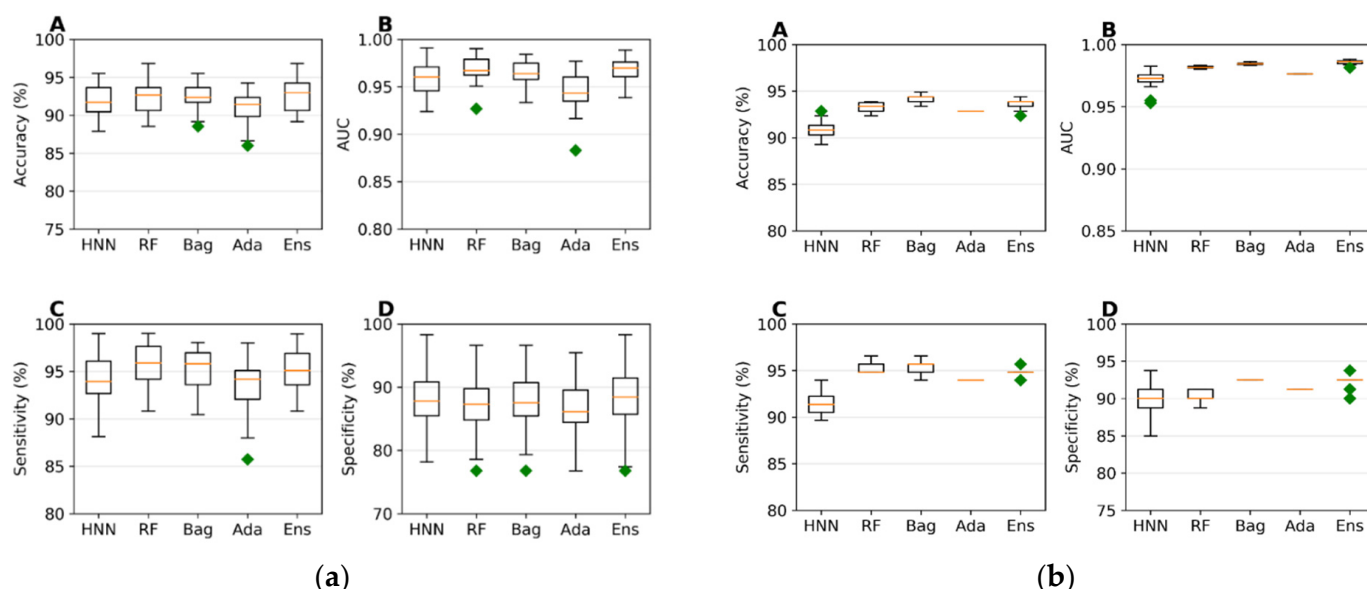 A
100
95
90
85
80
75
Accuracy (%)
HNN RF Bag Ada Ens
B
1.00
0.95
0.90
0.85
0.80
AUC
HNN RF Bag Ada Ens
C
100
95
90
85
80
Sensitivity (%)
HNN RF Bag Ada Ens
D
100
90
80
70
Specificity (%)
HNN RF Bag Ada Ens
(a)
A
100
95
90
85
80
Accuracy (%)
HNN RF Bag Ada Ens
B
1.00
0.95
0.90
0.85
AUC
HNN RF Bag Ada Ens
C
100
95
90
85
80
Sensitivity (%)
HNN RF Bag Ada Ens
D
100
95
90
85
80
75
Specificity (%)
HNN RF Bag Ada Ens
(b)